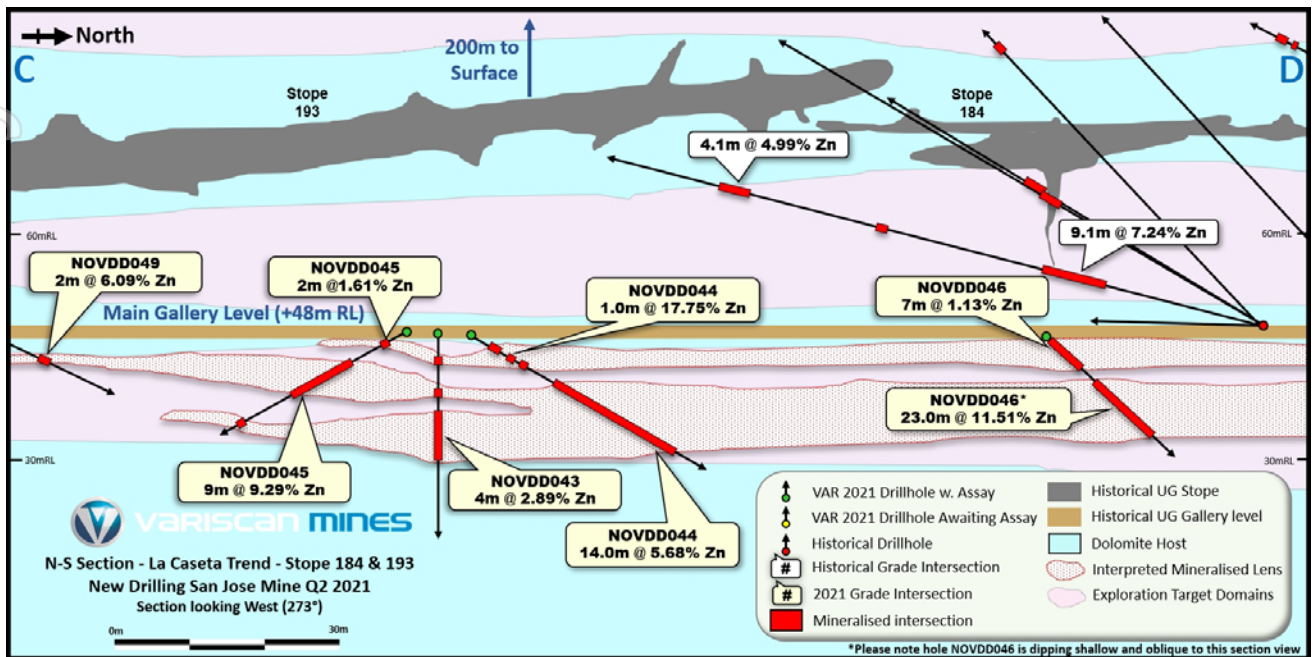 North
C
200m to
Surface
D
Stope
193
Stope
184
4.1m @ 4.99% Zn
60mRL
60mRL
9.1m @ 7.24% Zn
NOVDD049
2m @ 6.09% Zn
NOVDD045
2m @1.61% Zn
NOVDD044
1.0m @ 17.75% Zn
NOVDD046
7m @ 1.13% Zn
Main Gallery Level (+48m RL)
NOVDD046*
23.0m @ 11.51% Zn
30mRL
30mRL
NOVDD045
9m @ 9.29% Zn
NOVDD043
4m @ 2.89% Zn
NOVDD044
14.0m @ 5.68% Zn
VARISCAN MINES
N-S Section - La Caseta Trend - Stope 184 & 193
New Drilling San Jose Mine Q2 2021
Section looking West (273°)
0m 30m
VAR 2021 Drillhole w. Assay
VAR 2021 Drillhole Awaiting Assay
Historical Drillhole
# Historical Grade Intersection
# 2021 Grade Intersection
Mineralised intersection
Historical UG Stope
Historical UG Gallery level
Dolomite Host
Interpreted Mineralised Lens
Exploration Target Domains
*Please note hole NOVDD046 is dipping shallow and oblique to this section view